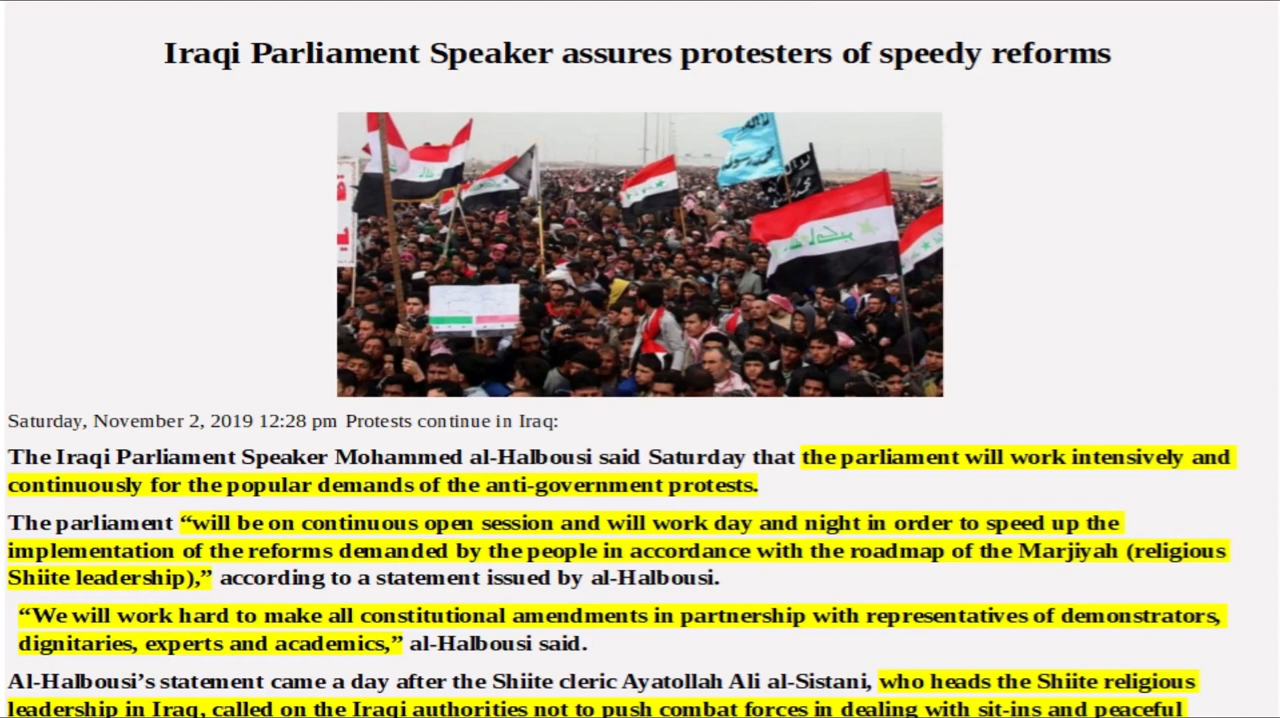 Iraqi Parliament Speaker assures protesters of speedy reforms
Saturday, November 2, 2019 12:28 pm Protests continue in Iraq:
The Iraqi Parliament Speaker Mohammed al-Halbousi said Saturday that the parliament will work intensively and
continuously for the popular demands of the anti-government protests.
The parliament “will be on continuous open session and will work day and night in order to speed up the
implementation of the reforms demanded by the people in accordance with the roadmap of the Marjiyah (religious
Shiite leadership),” according to a statement issued by al-Halbousi.
“We will work hard to make all constitutional amendments in partnership with representatives of demonstrators,
dignitaries, experts and academics,” al-Halbousi said.
Al-Halbousi’s statement came a day after the Shiite cleric Ayatollah Ali al-Sistani, who heads the Shiite religious
leadership in Iraq, called on the Iraqi authorities not to push combat forces in dealing with sit-ins and peaceful